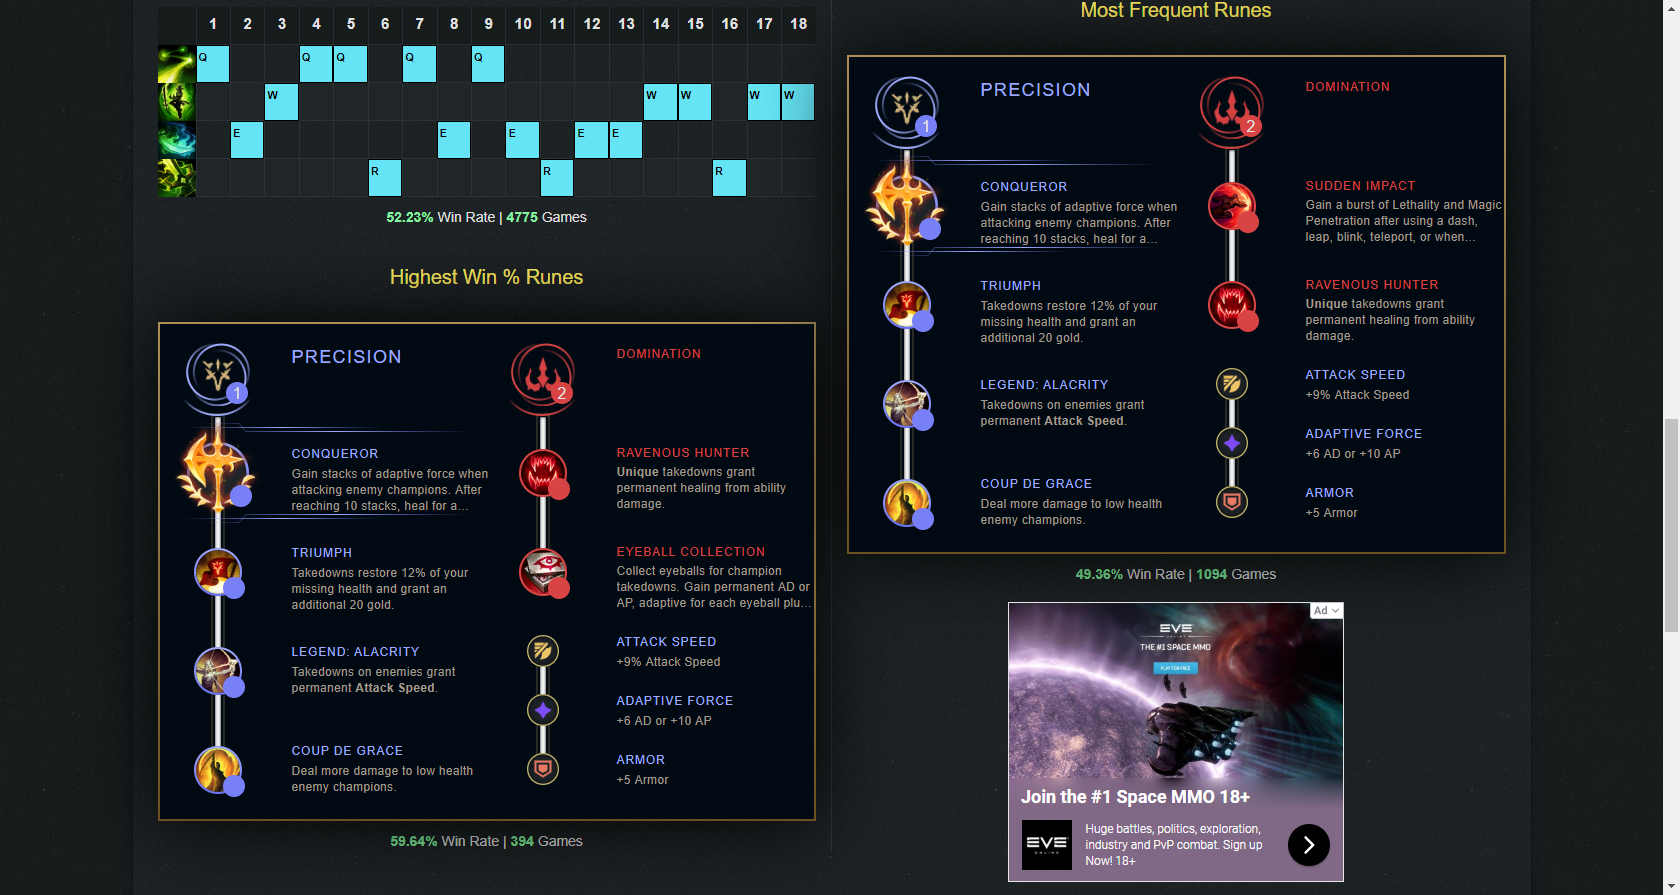 1 2 3 4 5 6 7 8 9 10 11 12 13 14 15 16 17 18
Q Q Q Q Q
W W W W W
E E E E E
R R R
52.23% Win Rate | 4775 Games
Highest Win % Runes
1
PRECISION
CONQUEROR
Gain stacks of adaptive force when
attacking enemy champions. After
reaching 10 stacks, heal for a...
TRIUMPH
Takedowns restore 12% of your
missing health and grant an
additional 20 gold.
LEGEND: ALACRITY
Takedowns on enemies grant
permanent Attack Speed.
COUP DE GRACE
Deal more damage to low health
enemy champions.
2
DOMINATION
RAVENOUS HUNTER
Unique takedowns grant
permanent healing from ability
damage.
EYEBALL COLLECTION
Collect eyeballs for champion
takedowns. Gain permanent AD or
AP, adaptive for each eyeball plu...
ATTACK SPEED
+9% Attack Speed
ADAPTIVE FORCE
+6 AD or +10 AP
ARMOR
+5 Armor
59.64% Win Rate | 394 Games
Most Frequent Runes
1
PRECISION
CONQUEROR
Gain stacks of adaptive force when
attacking enemy champions. After
reaching 10 stacks, heal for a...
TRIUMPH
Takedowns restore 12% of your
missing health and grant an
additional 20 gold.
LEGEND: ALACRITY
Takedowns on enemies grant
permanent Attack Speed.
COUP DE GRACE
Deal more damage to low health
enemy champions.
2
DOMINATION
SUDDEN IMPACT
Gain a burst of Lethality and Magic
Penetration after using a dash,
leap, blink, teleport, or when...
RAVENOUS HUNTER
Unique takedowns grant
permanent healing from ability
damage.
ATTACK SPEED
+9% Attack Speed
ADAPTIVE FORCE
+6 AD or +10 AP
ARMOR
+5 Armor
49.36% Win Rate | 1094 Games
Ad
EVE
ONLINE
THE #1 SPACE MMO
PLAY FOR FREE
Join the #1 Space MMO 18+
EVE
ONLINE
Huge battles, politics, exploration,
industry and PvP combat. Sign up
Now! 18+